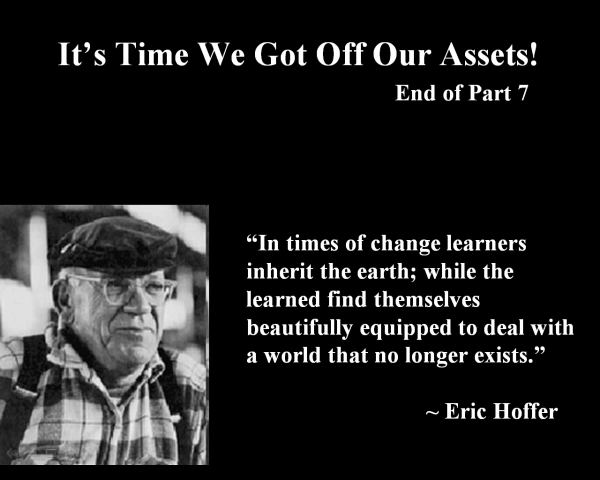 It’s Time We Got Off Our Assets!
End of Part 7
“In times of change learners
inherit the earth; while the
learned find themselves
beautifully equipped to deal with
a world that no longer exists.”
~ Eric Hoffer